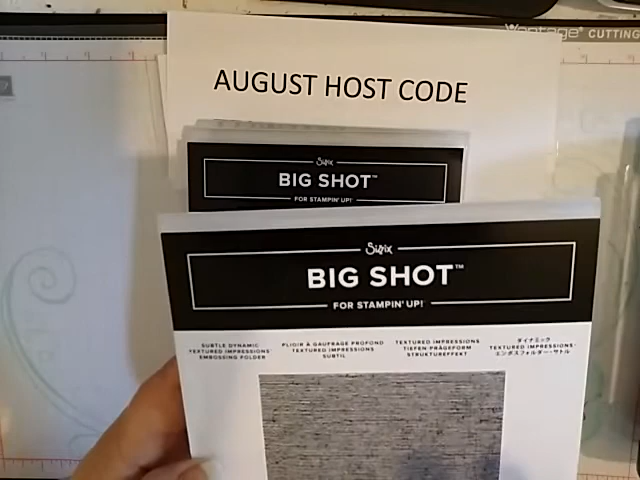 Vantage® CUTTING
AUGUST HOST CODE
Sizzix
BIG SHOT™
FOR STAMPIN' UP!
Sizzix
BIG SHOT™
FOR STAMPIN' UP!
SUBTLE DYNAMIC
TEXTURED IMPRESSIONS™
EMBOSSING FOLDER
PLIOIR À GAUFRAGE PROFOND
TEXTURED IMPRESSIONS
SUBTIL
TEXTURED IMPRESSIONS
TIEFEN-PRÄGEFORM
STRUKTUREFFEKT
ダイナミック
TEXTURED IMPRESSIONS·
エンボスフォルダー・サトル